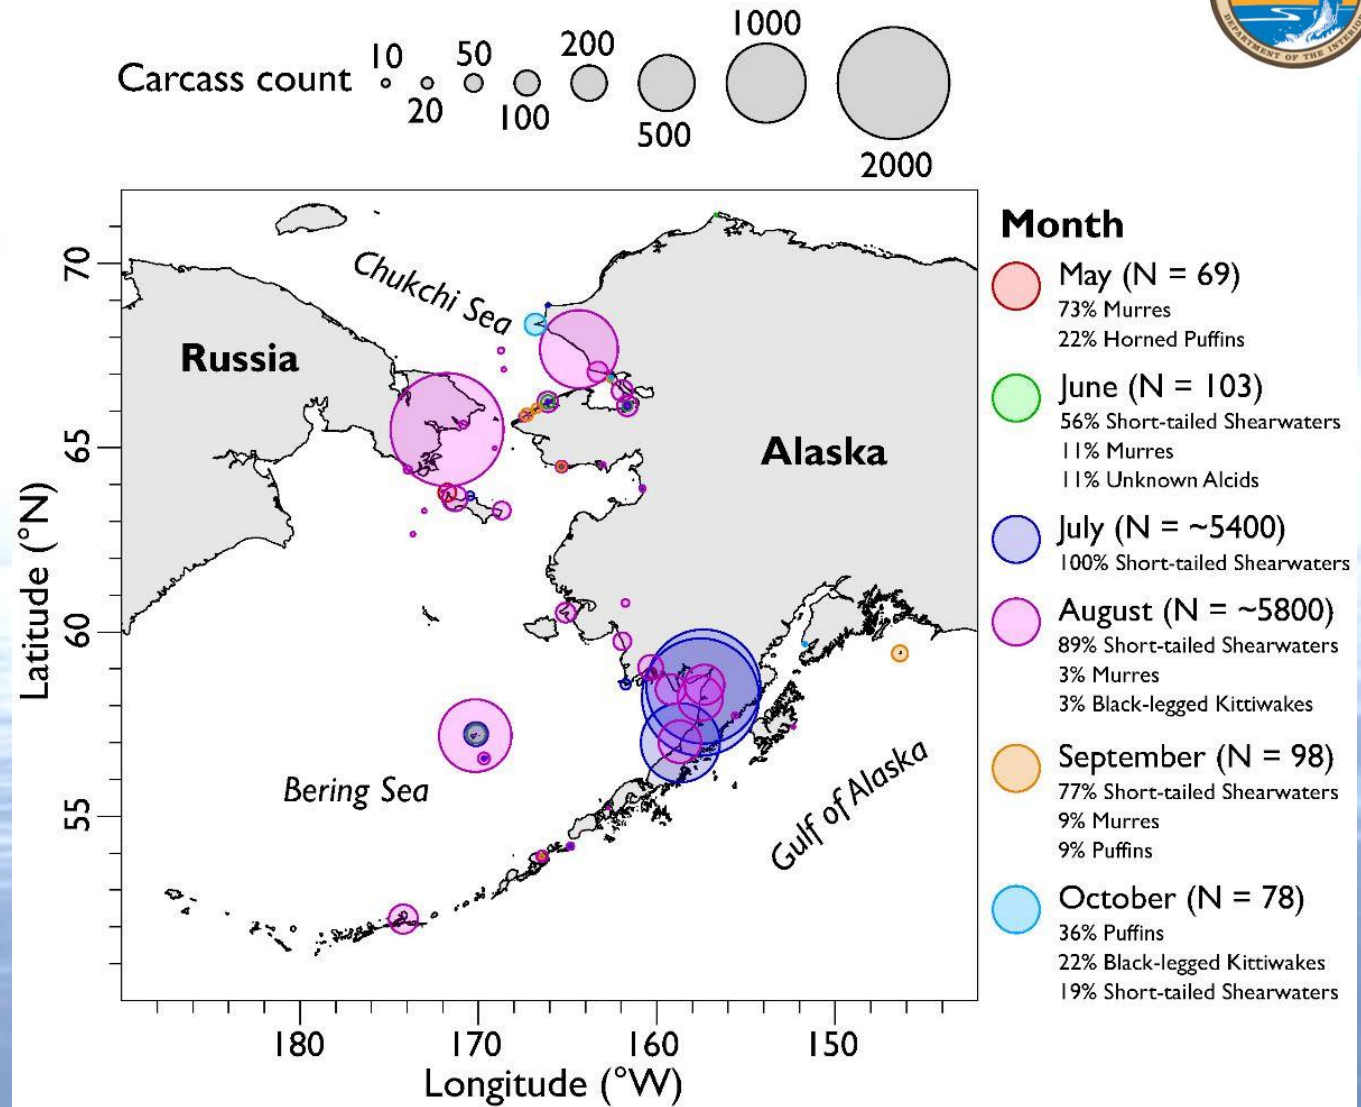 DEPARTMENT OF THE INTERIOR
Carcass count
10
20
50
100
200
500
1000
2000
Chukchi Sea
Russia
Alaska
Bering Sea
Gulf of Alaska
Latitude (°N)
70
65
60
55
180
170
160
150
Longitude (°W)
Month
May (N = 69)
73% Murres
22% Horned Puffins
June (N = 103)
56% Short-tailed Shearwaters
11% Murres
11% Unknown Alcids
July (N = ~5400)
100% Short-tailed Shearwaters
August (N = ~5800)
89% Short-tailed Shearwaters
3% Murres
3% Black-legged Kittiwakes
September (N = 98)
77% Short-tailed Shearwaters
9% Murres
9% Puffins
October (N = 78)
36% Puffins
22% Black-legged Kittiwakes
19% Short-tailed Shearwaters